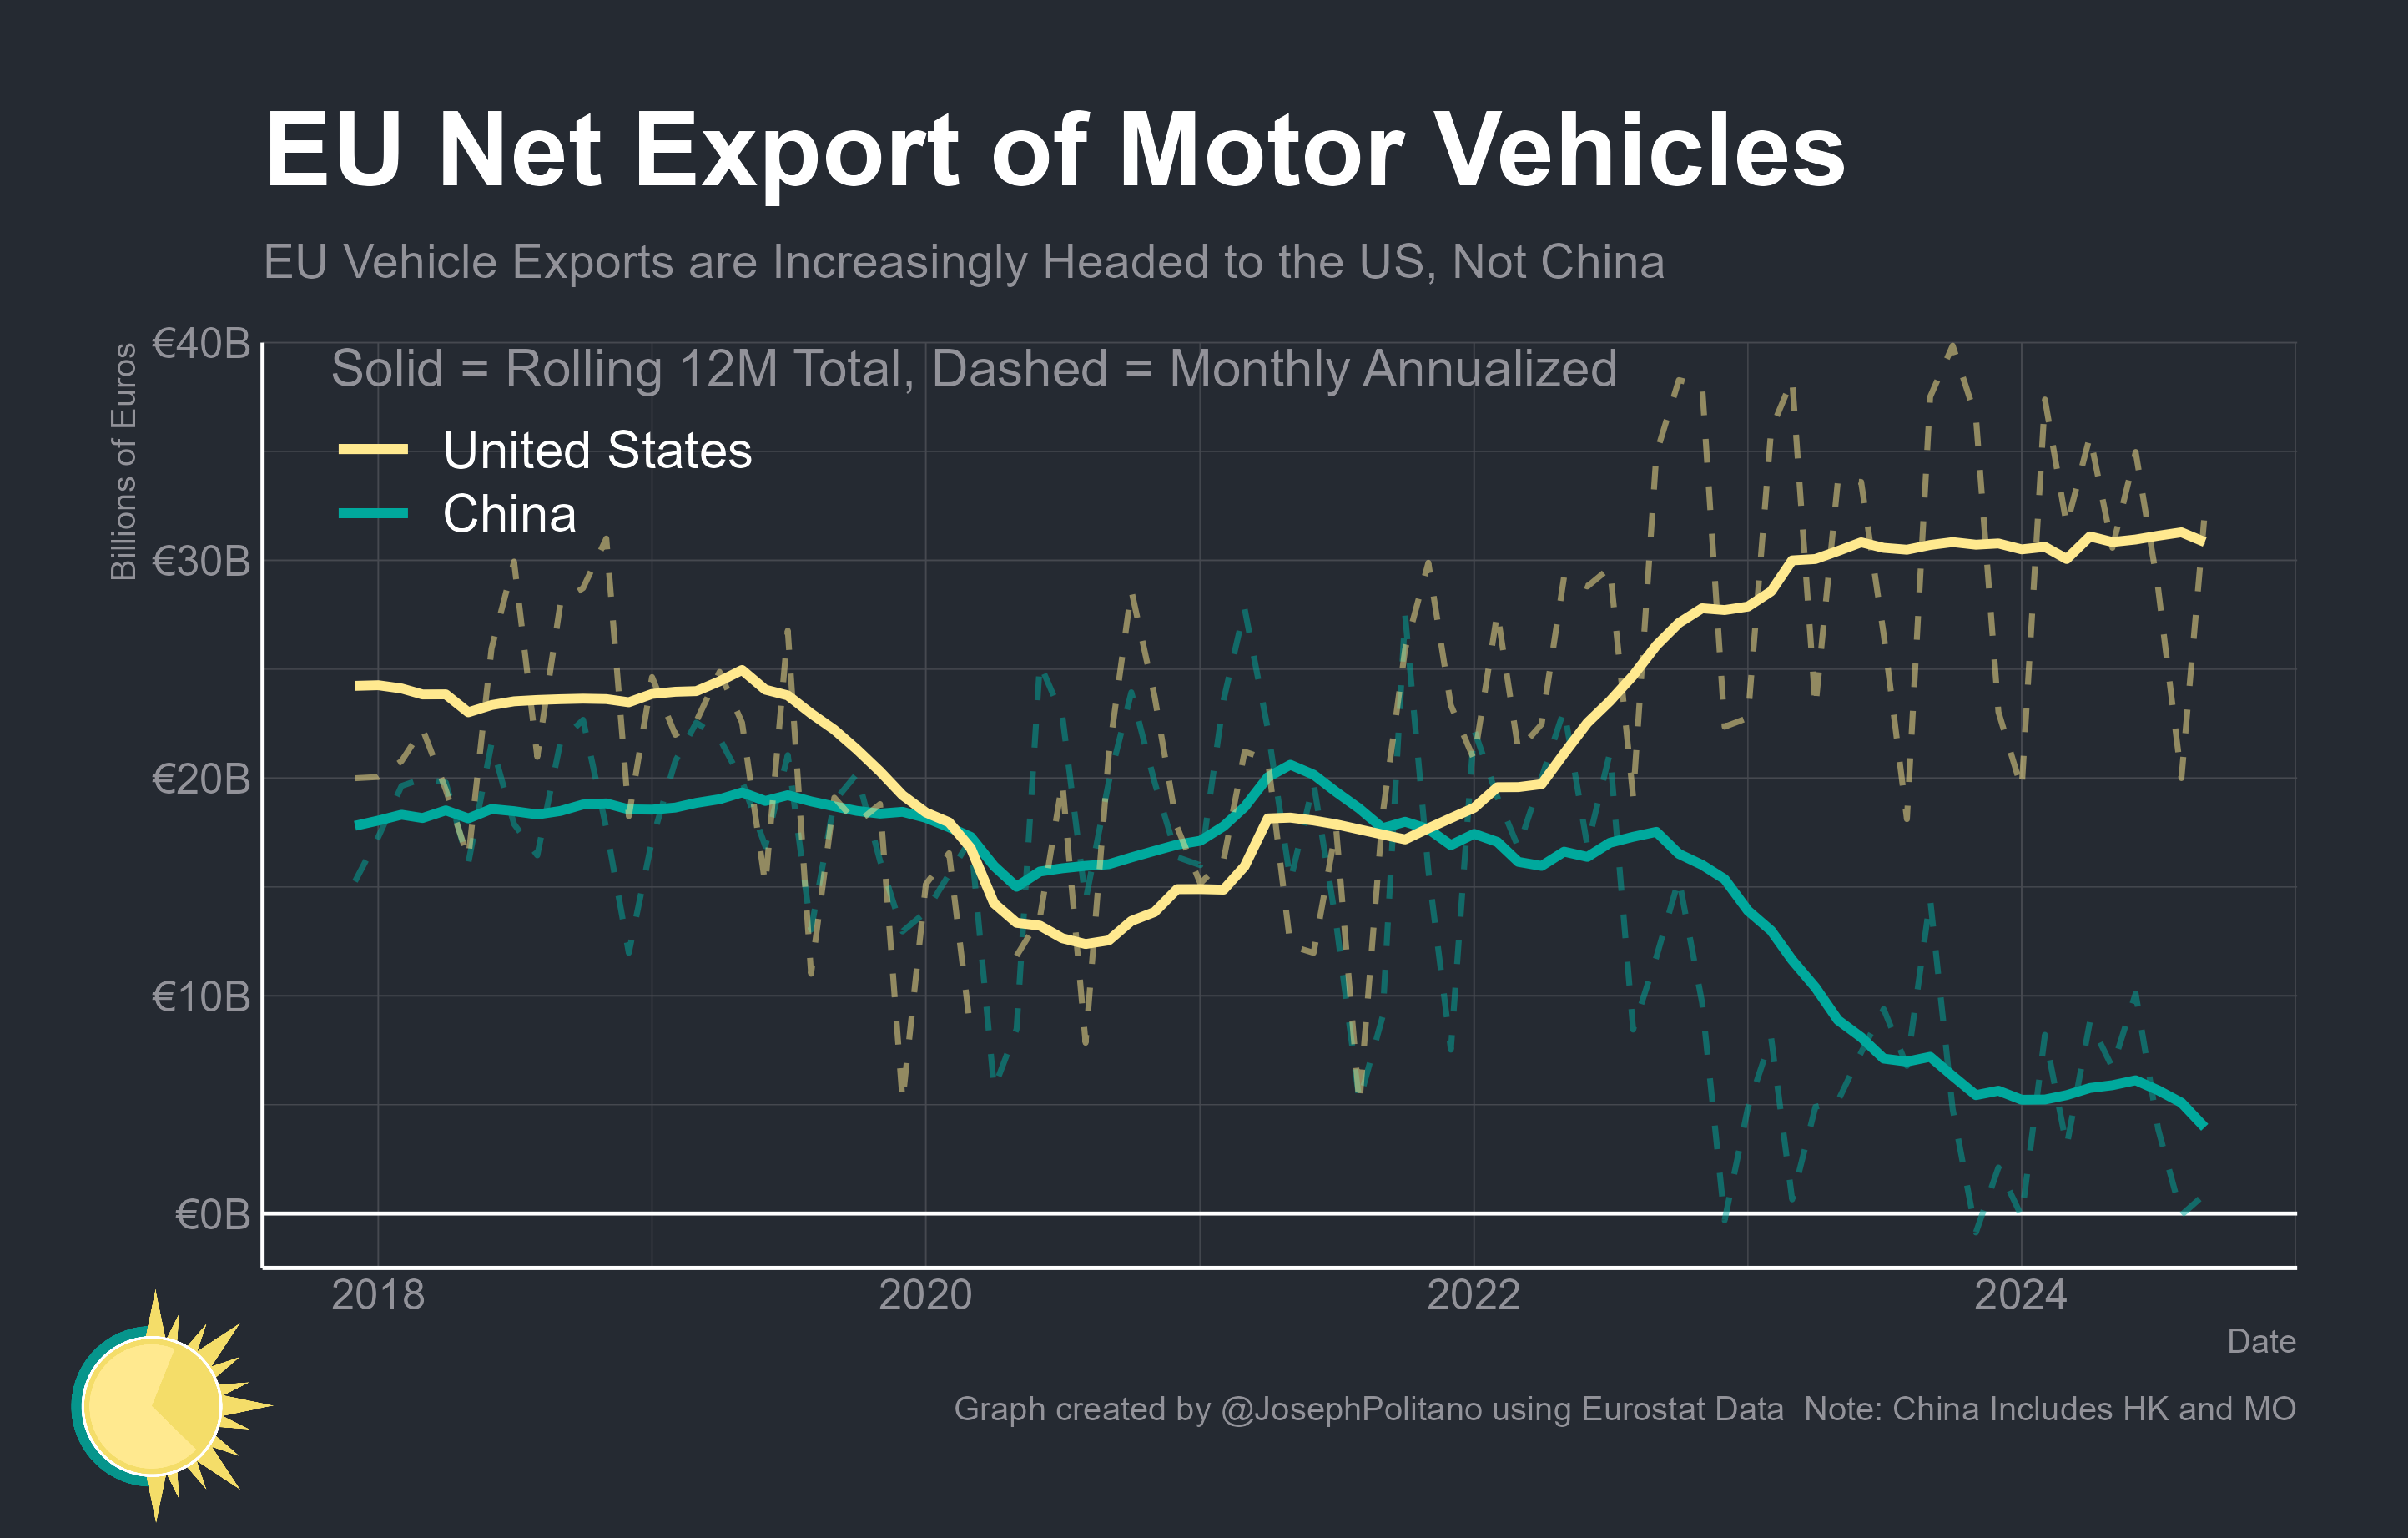 EU Net Export of Motor Vehicles
EU Vehicle Exports are Increasingly Headed to the US, Not China
Billions of Euros
€40B
€30B
€20B
€10B
€0B
Solid = Rolling 12M Total, Dashed = Monthly Annualized
United States
China
2018
2020
2022
2024
Date
Graph created by @JosephPolitano using Eurostat Data  Note: China Includes HK and MO